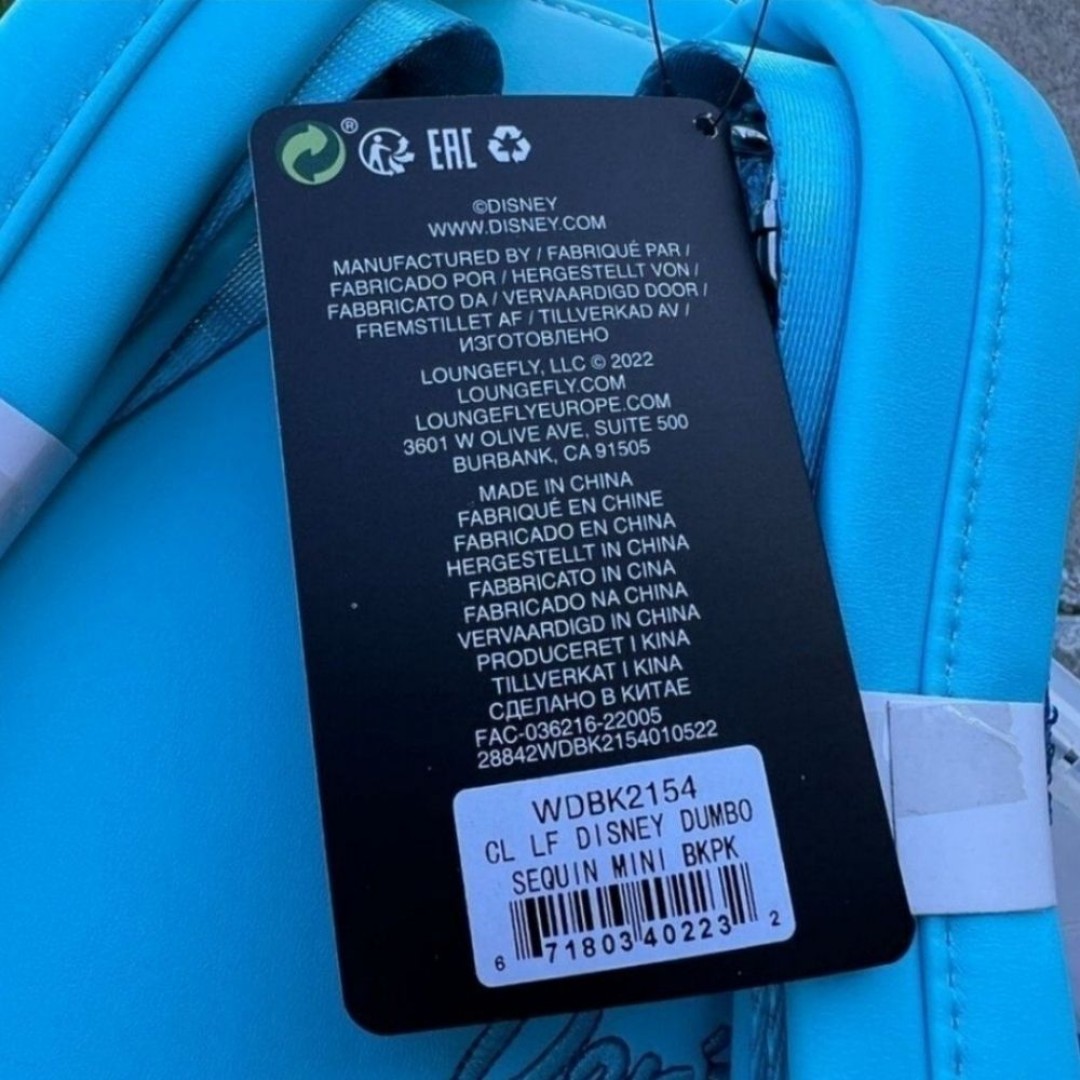 ®
EAC
©DISNEY
WWW.DISNEY.COM
MANUFACTURED BY / FABRIQUÉ PAR /
FABRICADO POR / HERGESTELLT VON /
FABBRICATO DA / VERVAARDIGD DOOR /
FREMSTILLET AF / TILLVERKAD AV /
ИЗГОТОВЛЕНО
LOUNGEFLY, LLC © 2022
LOUNGEFLY.COM
LOUNGEFLYEUROPE.COM
3601 W OLIVE AVE, SUITE 500
BURBANK, CA 91505
MADE IN CHINA
FABRIQUÉ EN CHINE
FABRICADO EN CHINA
HERGESTELLT IN CHINA
FABBRICATO IN CINA
FABRICADO NA CHINA
VERVAARDIGD IN CHINA
PRODUCERET I KINA
TILLVERKAT I KINA
СДЕЛАНО В КИТАЕ
FAC-036216-22005
28842WDBK2154010522
WDBK2154
CL LF DISNEY DUMBO
SEQUIN MINI BKPK
6 71803 40223 2